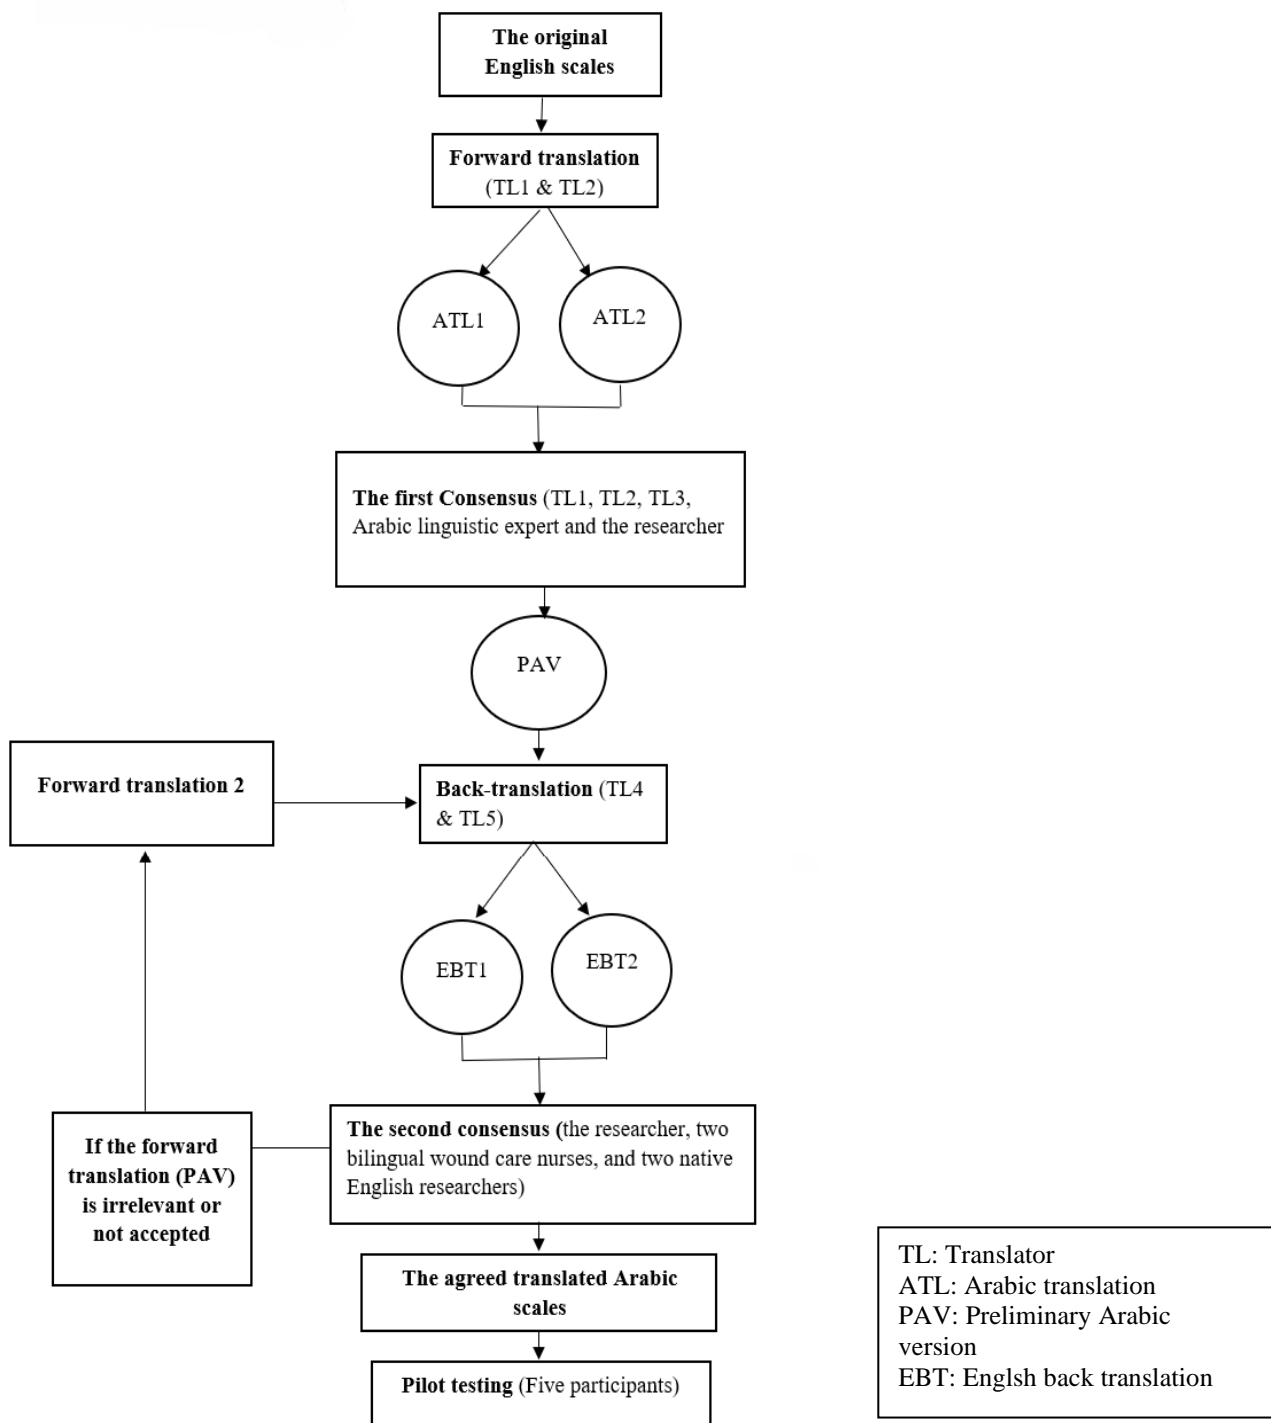 The original
English scales
Forward translation
(TL1 & TL2)
ATL1
ATL2
The first Consensus (TL1, TL2, TL3,
Arabic linguistic expert and the researcher
PAV
Forward translation 2
Back-translation (TL4
& TL5)
EBT1
EBT2
If the forward
translation (PAV)
is irrelevant or
not accepted
The second consensus (the researcher, two
bilingual wound care nurses, and two native
English researchers)
The agreed translated Arabic
scales
Pilot testing (Five participants)
TL: Translator
ATL: Arabic translation
PAV: Preliminary Arabic
version
EBT: Englsh back translation